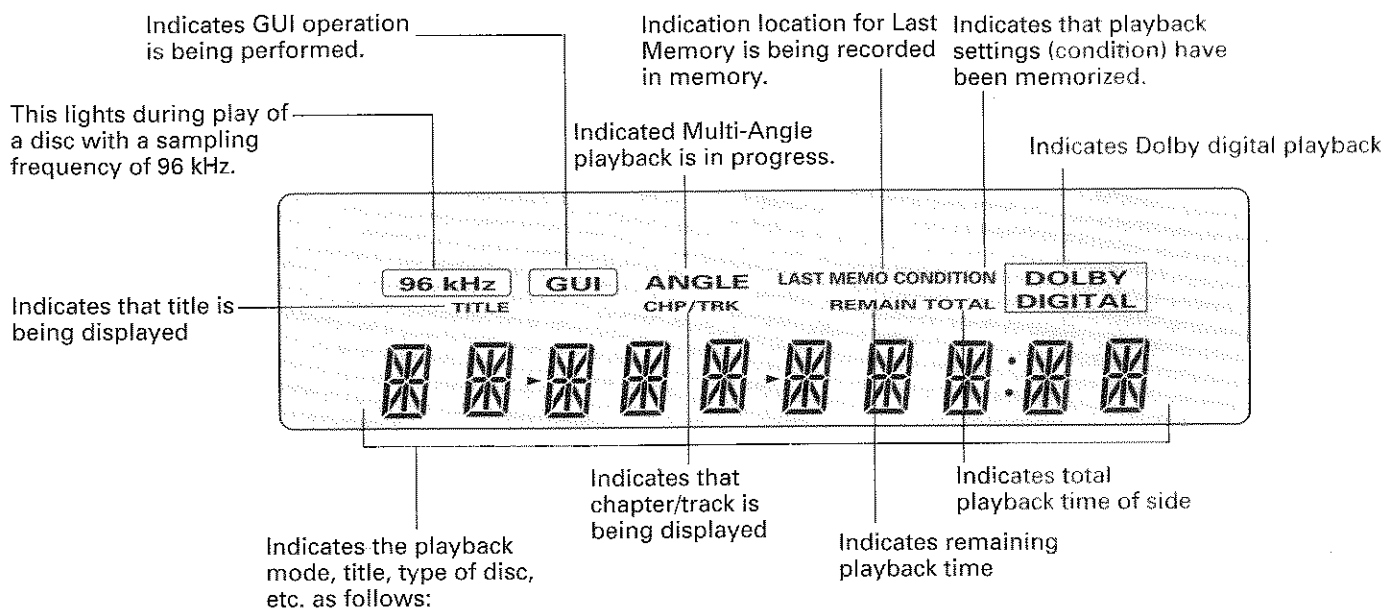 Indicates GUI operation
is being performed.
Indication location for Last
Memory is being recorded
in memory.
Indicates that playback
settings (condition) have
been memorized.
This lights during play of
a disc with a sampling
frequency of 96 kHz.
Indicated Multi-Angle
playback is in progress.
Indicates Dolby digital playback
96 kHz GUI ANGLE LAST MEMO CONDITION DOLBY
DIGITAL
TITLE CHP/TRK REMAIN TOTAL
Indicates that title is
being displayed
Indicates that
chapter/track is
being displayed
Indicates total
playback time of side
Indicates remaining
playback time
Indicates the playback
mode, title, type of disc,
etc. as follows: